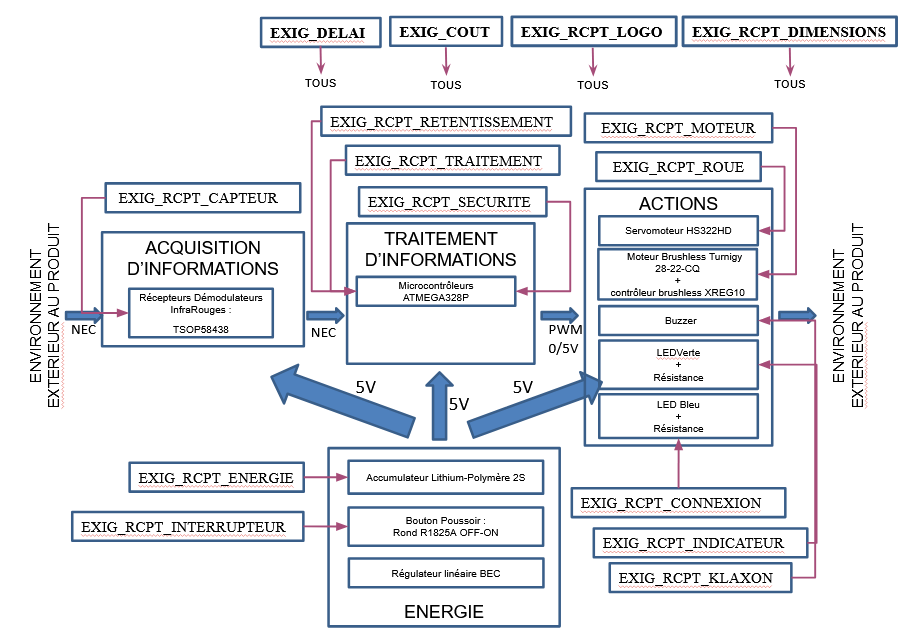 EXIG_DELAI
EXIG_COUT
EXIG_RCPT_LOGO
EXIG_RCPT_DIMENSIONS
TOUS
TOUS
TOUS
TOUS
EXIG_RCPT_RETENTISSEMENT
EXIG_RCPT_MOTEUR
EXIG_RCPT_TRAITEMENT
EXIG_RCPT_ROUE
EXIG_RCPT_CAPTEUR
EXIG_RCPT_SECURITE
ENVIRONNEMENT
EXTERIEUR AU PRODUIT
NEC
ACQUISITION
D'INFORMATIONS
Récepteurs Démodulateurs
InfraRouges :
TSOP58438
NEC
TRAITEMENT
D'INFORMATIONS
Microcontrôleurs
ATMEGA328P
PWM
0/5V
ACTIONS
Servomoteur HS322HD
Moteur Brushless Turnigy
28-22-CQ
+
contrôleur brushless XREG10
Buzzer
LEDVerte
+
Résistance
LED Bleu
+
Résistance
ENVIRONNEMENT
EXTERIEUR AU PRODUIT
5V
5V
5V
EXIG_RCPT_ENERGIE
Accumulateur Lithium-Polymère 2S
EXIG_RCPT_CONNEXION
EXIG_RCPT_INTERRUPTEUR
Bouton Poussoir :
Rond R1825A OFF-ON
EXIG_RCPT_INDICATEUR
Régulateur linéaire BEC
EXIG_RCPT_KLAXON
ENERGIE